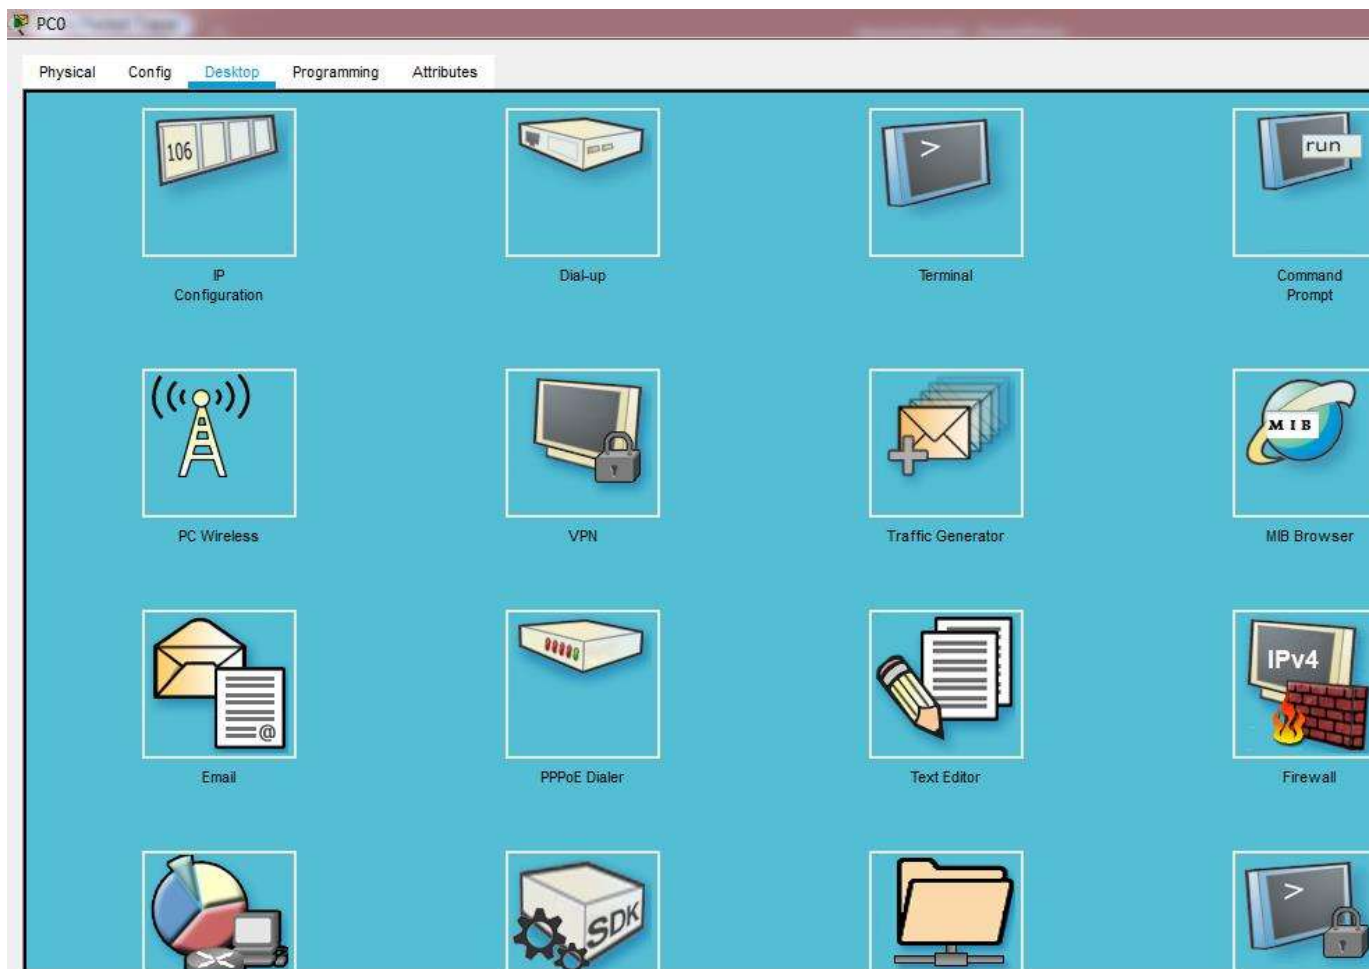 PC0
Physical Config Desktop Programming Attributes
106
run
IP
Configuration
Dial-up
Terminal
Command
Prompt
MIB
PC Wireless
VPN
Traffic Generator
MIB Browser
@
IPv4
Email
PPPoE Dialer
Text Editor
Firewall
SDK